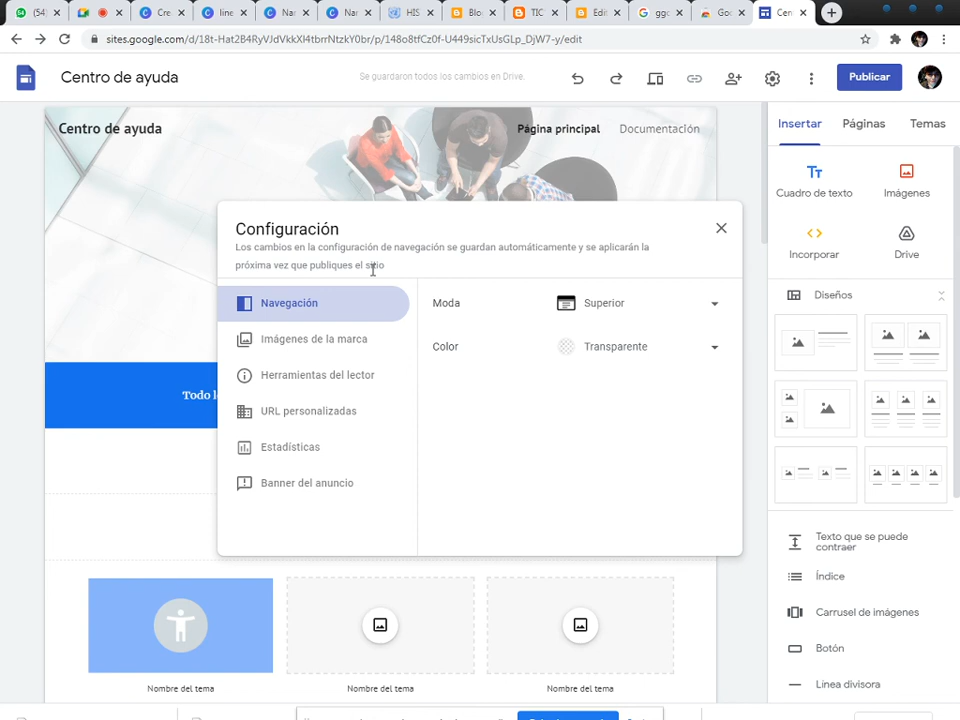 (54)
Cre
line
Nar
Nar
HIS
Blo
TIC
Edit
ggc
Goo
Cen
sites.google.com/d/18t-Hat2B4RyVJdVkkXl4tbrrNtzkY0br/p/148o8tfCz0f-U449sicTxUsGLp_DjW7-y/edit
Centro de ayuda
Se guardaron todos los cambios en Drive.
Publicar
Centro de ayuda
Página principal
Documentación
Insertar
Páginas
Temas
Cuadro de texto
Imágenes
Incorporar
Drive
Diseños
Configuración
Los cambios en la configuración de navegación se guardan automáticamente y se aplicarán la
próxima vez que publiques el sitio
Navegación
Imágenes de la marca
Herramientas del lector
URL personalizadas
Estadísticas
Banner del anuncio
Moda
Superior
Color
Transparente
Todo l
Nombre del tema
Nombre del tema
Nombre del tema
Texto que se puede
contraer
Índice
Carrusel de imágenes
Botón
Línea divisora